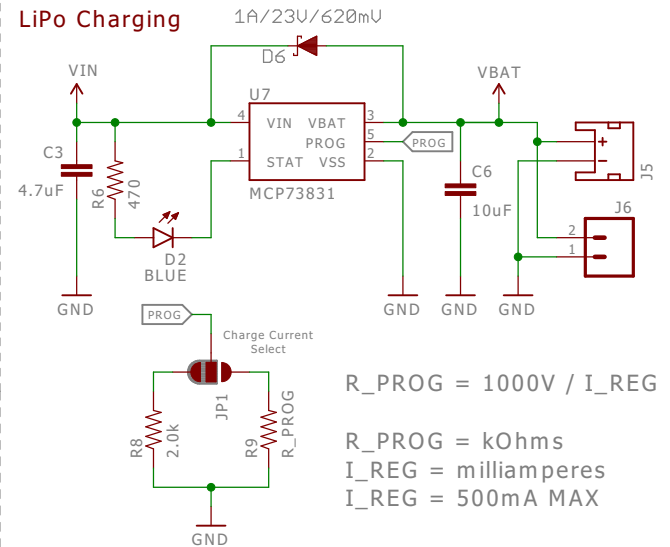 LiPo Charging
1A/23V/620mV
D6
VIN
VBAT
U7
4 VIN VBAT 3
PROG 5 PROG
1 STAT VSS 2
MCP73831
C3
4.7uF
R6
470
D2
BLUE
C6
10uF
+
-
J5
J6
2
1
GND
GND
GND
GND
PROG
Charge Current
Select
JP1
R8
2.0k
R9
R_PROG
GND
R_PROG = 1000V / I_REG
R_PROG = kOhms
I_REG = milliamperes
I_REG = 500mA MAX